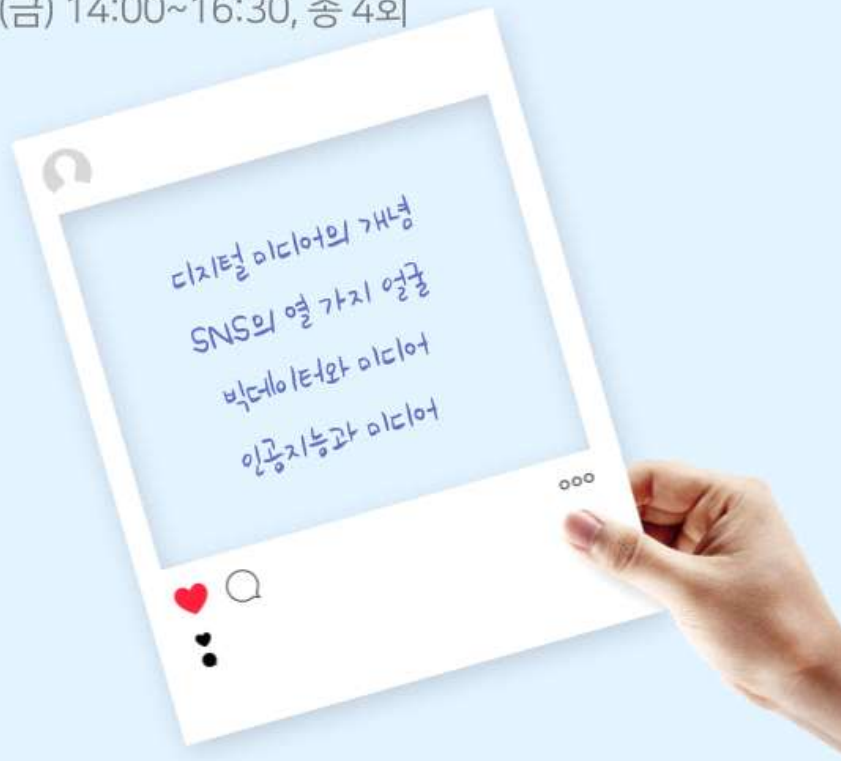 (금) 14:00~16:30, 총 4회
디지털 미디어의 개념
SNS의 열 가지 얼굴
빅데이터와 미디어
인공지능과 미디어